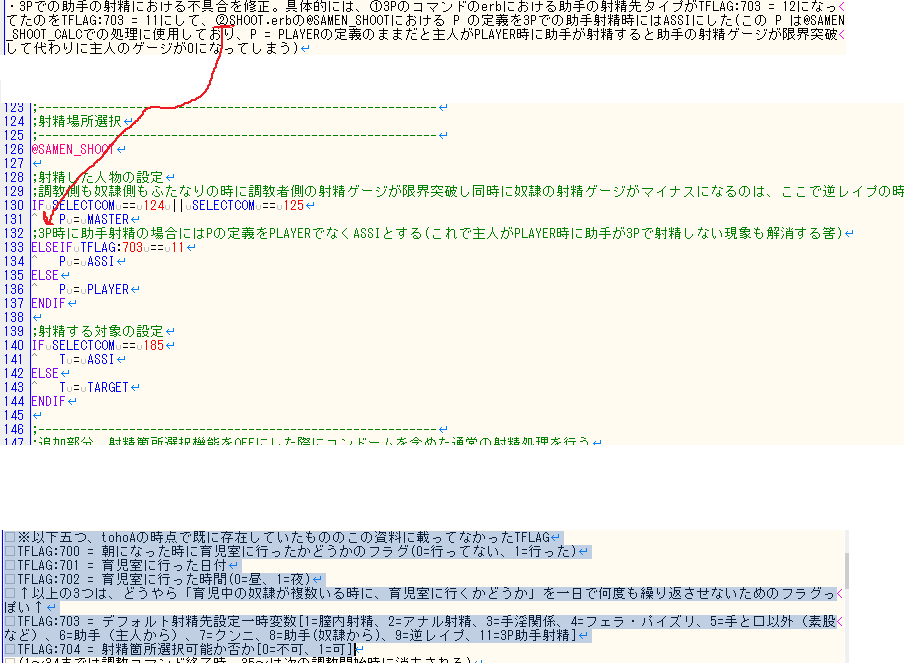 ・3Pでの助手の射精における不具合を修正。具体的には、①3Pのコマンドのerbにおける助手の射精先タイプがTFLAG:703 = 12になっ
てたのをTFLAG:703 = 11にして、②SHOOT.erbの@SAMEN_SHOOTにおける P の定義を3Pでの助手射精時にはASSIにした(この P は@SAMEN
_SHOOT_CALCでの処理に使用しており、P = PLAYERの定義のままだと主人がPLAYER時に助手が射精すると助手の射精ゲージが限界突破
して代わりに主人のゲージが0になってしまう)
123 ;--------------------------------------------------------
124 ;射精場所選択
125 ;--------------------------------------------------------
126 @SAMEN_SHOOT
127
128 ;射精した人物の設定
129 ;調教側も奴隷側もふたなりの時に調教者側の射精ゲージが限界突破し同時に奴隷の射精ゲージがマイナスになるのは、ここで逆レイプの時
130 IF SELECTCOM == 124 || SELECTCOM == 125
131 P = MASTER
132 ;3P時に助手射精の場合にはPの定義をPLAYERでなくASSIとする(これで主人がPLAYER時に助手が3Pで射精しない現象も解消する筈)
133 ELSEIF TFLAG:703 == 11
134 P = ASSI
135 ELSE
136 P = PLAYER
137 ENDIF
138
139 ;射精する対象の設定
140 IF SELECTCOM == 185
141 T = ASSI
142 ELSE
143 T = TARGET
144 ENDIF
145
146 ;--------------------------------------------------------
147 ;追加部分 射精箇所選択機能をOFFにした際にコンドームを含めた通常の射精処理を行う
※以下五つ、tohoAの時点で既に存在していたもののこの資料に載ってなかったTFLAG
TFLAG:700 = 朝になった時に育児室に行ったかどうかのフラグ(0=行ってない、1=行った)
TFLAG:701 = 育児室に行った日付
TFLAG:702 = 育児室に行った時間(0=昼、1=夜)
↑以上の3つは、どうやら「育児中の奴隷が複数いる時に、育児室に行くかどうか」を一日で何度も繰り返させないためのフラグっ
ぽい↑
TFLAG:703 = デフォルト射精先設定一時変数[1=膣内射精、2=アナル射精、3=手淫関係、4=フェラ・パイズリ、5=手と口以外(素股
など)、6=助手(主人から)、7=クンニ、8=助手(奴隷から)、9=逆レイプ、11=3P助手射精]
TFLAG:704 = 射精箇所選択可能か否か[0=不可、1=可]